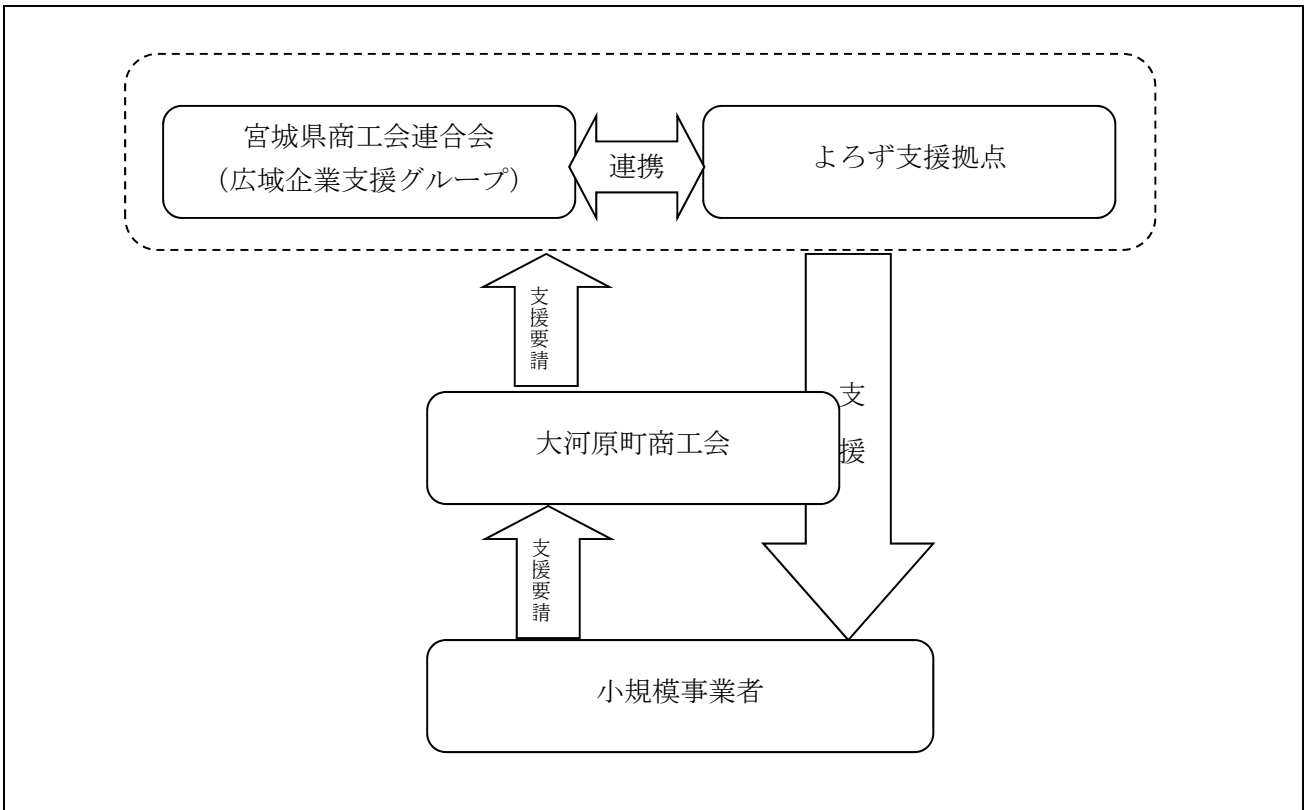 宮城県商工会連合会
（広域企業支援グループ）
連携
よろず支援拠点
支援要請
大河原町商工会
支援
支援要請
小規模事業者